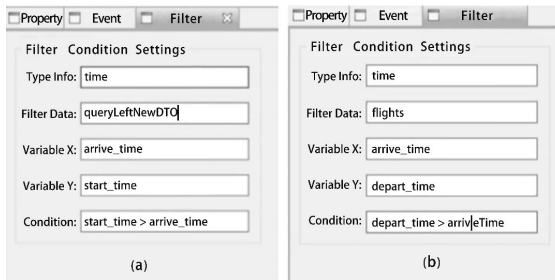 Property Event Filter
Filter Condition Settings
Type Info: time
Filter Data: queryLeftNewDTO
Variable X: arrive_time
Variable Y: start_time
Condition: start_time > arrive_time
(a)
Property Event Filter
Filter Condition Settings
Type Info: time
Filter Data: flights
Variable X: arrive_time
Variable Y: depart_time
Condition: depart_time > arriveTime
(b)